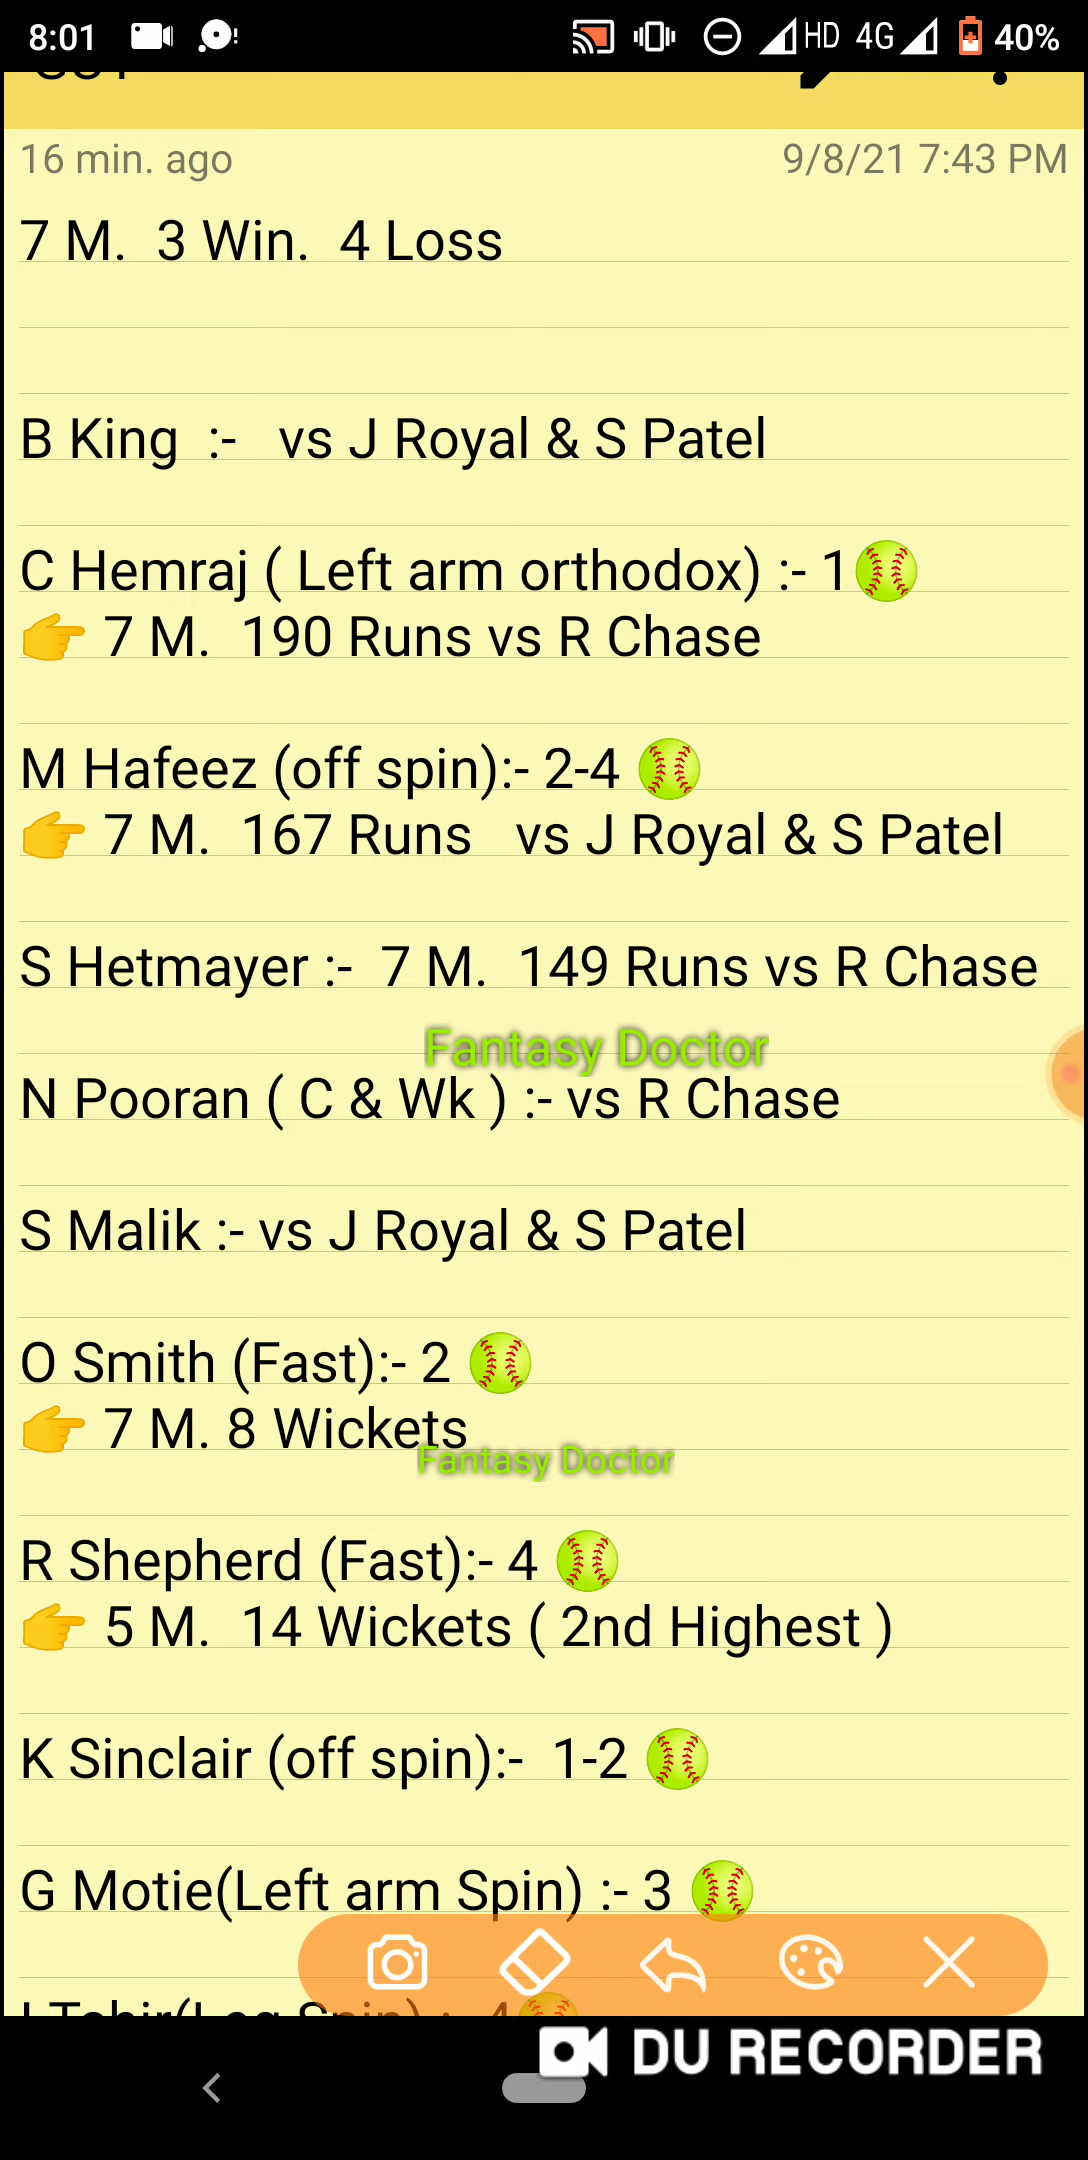 8:01 HD 4G 40%
16 min. ago 9/8/21 7:43 PM
7 M. 3 Win. 4 Loss
B King :- vs J Royal & S Patel
C Hemraj ( Left arm orthodox) :- 1🥎
👉 7 M. 190 Runs vs R Chase
M Hafeez (off spin):- 2-4 🥎
👉 7 M. 167 Runs vs J Royal & S Patel
S Hetmayer :- 7 M. 149 Runs vs R Chase
Fantasy Doctor
N Pooran ( C & Wk ) :- vs R Chase
S Malik :- vs J Royal & S Patel
O Smith (Fast):- 2 🥎
👉 7 M. 8 Wickets
Fantasy Doctor
R Shepherd (Fast):- 4 🥎
👉 5 M. 14 Wickets ( 2nd Highest )
K Sinclair (off spin):- 1-2 🥎
G Motie(Left arm Spin) :- 3 🥎
I Tahir(Leg Spin) :- 4🥎
DU RECORDER